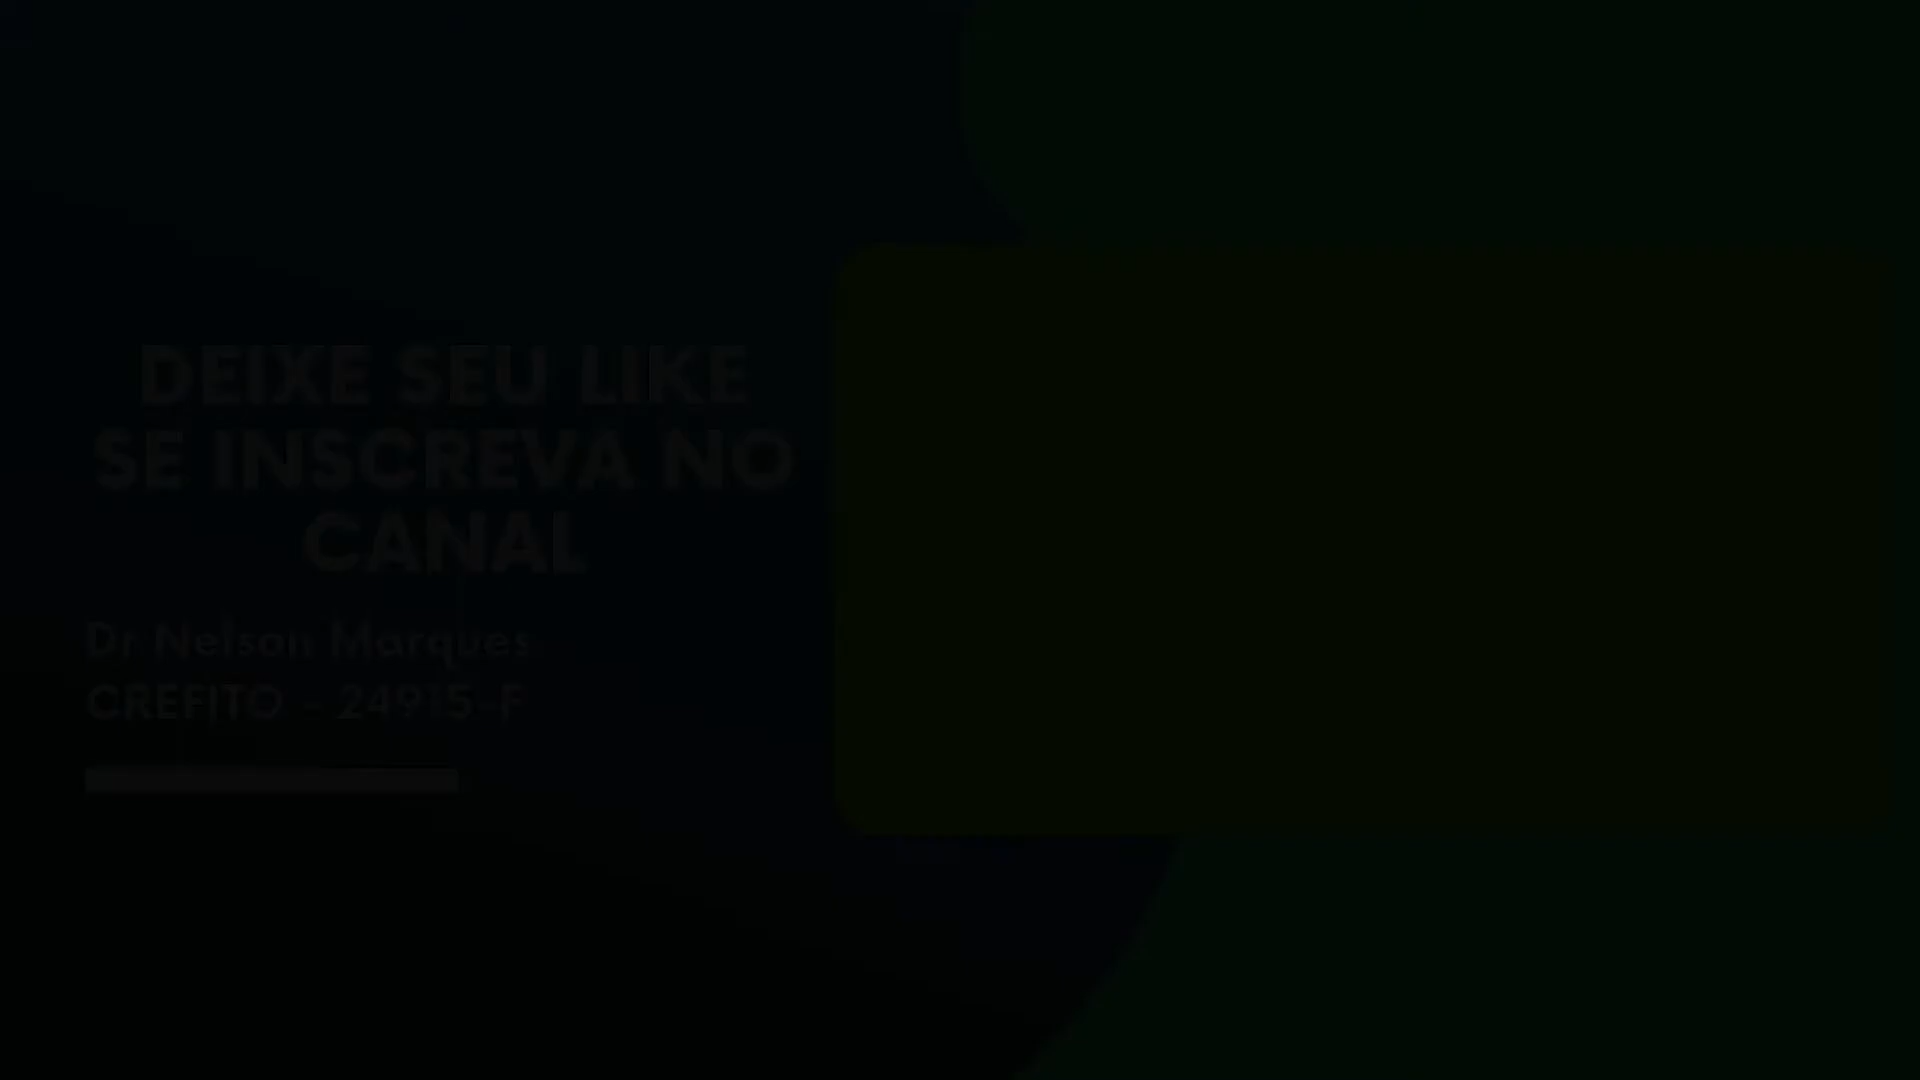 DEIXE SEU LIKE
SE INSCREVA NO
CANAL
Dr Nelson Marques
CREFITO - 24915-F